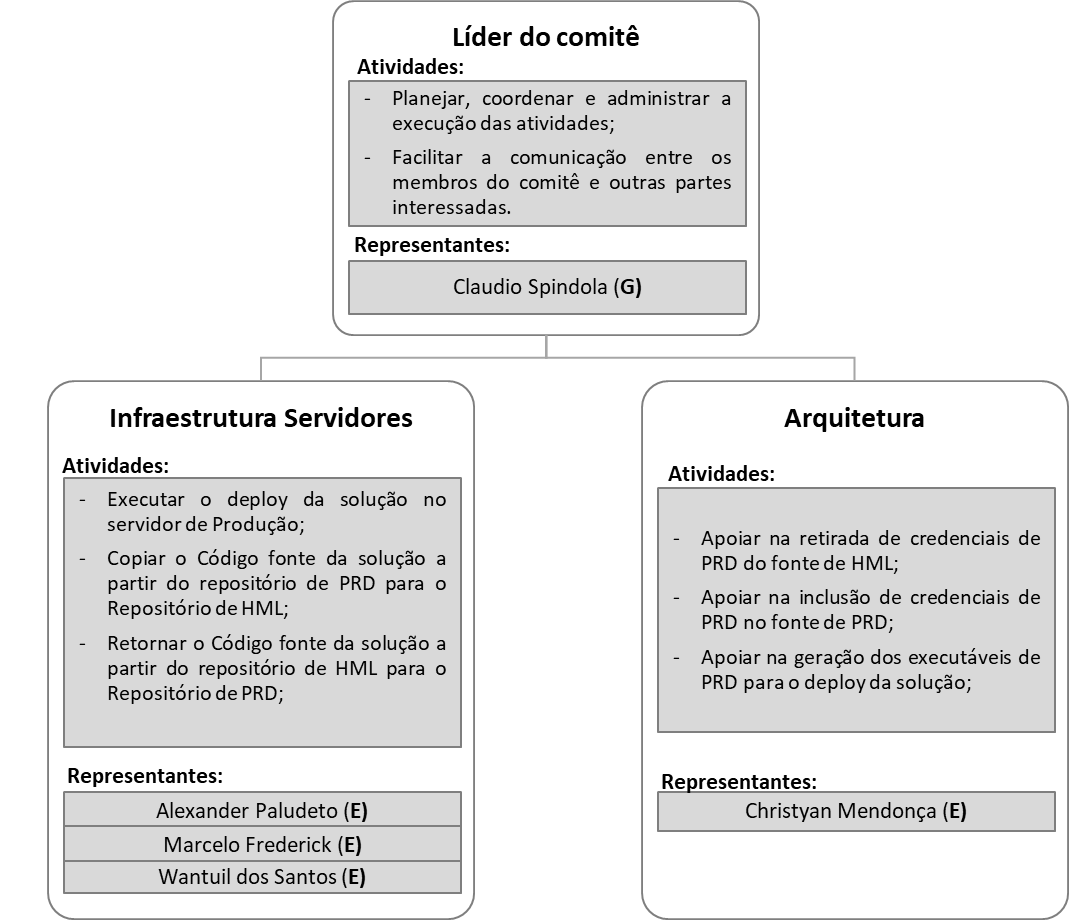 Líder do comitê
Atividades:
- Planejar, coordenar e administrar a
execução das atividades;
- Facilitar a comunicação entre os
membros do comitê e outras partes
interessadas.
Representantes:
Claudio Spindola (G)
Infraestrutura Servidores
Atividades:
- Executar o deploy da solução no
servidor de Produção;
- Copiar o Código fonte da solução a
partir do repositório de PRD para o
Repositório de HML;
- Retornar o Código fonte da solução a
partir do repositório de HML para o
Repositório de PRD;
Representantes:
Alexander Paludeto (E)
Marcelo Frederick (E)
Wantuil dos Santos (E)
Arquitetura
Atividades:
- Apoiar na retirada de credenciais de
PRD do fonte de HML;
- Apoiar na inclusão de credenciais de
PRD no fonte de PRD;
- Apoiar na geração dos executáveis de
PRD para o deploy da solução;
Representantes:
Christyan Mendonça (E)